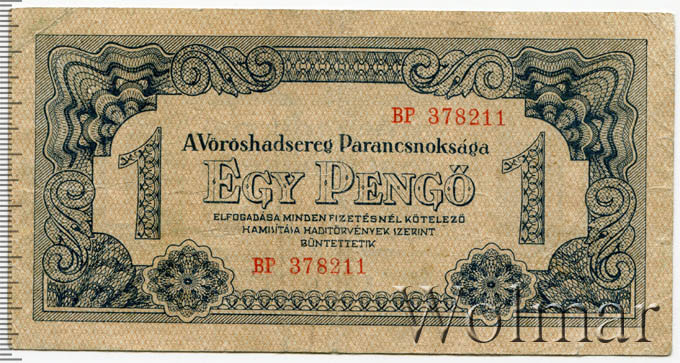 BP 378211
A Vöröshadsereg Parancsnoksága
1 EGY PENGŐ 1
ELFOGADÁSA MINDEN FIZETÉSNÉL KÖTELEZŐ
HAMISÍTÁSA HADITÖRVÉNYEK SZERINT
BÜNTETTETIK
BP 378211
Wolmar